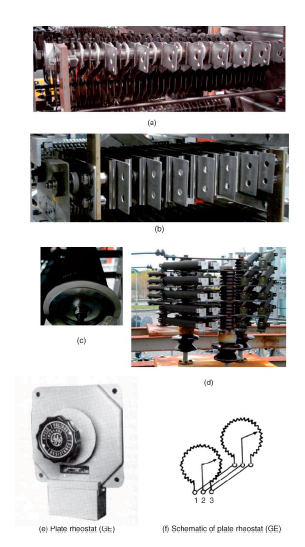 (a)
(b)
(c)
(d)
1 2 3
(e) Plate rheostat (GE)
(f) Schematic of plate rheostat (GE)